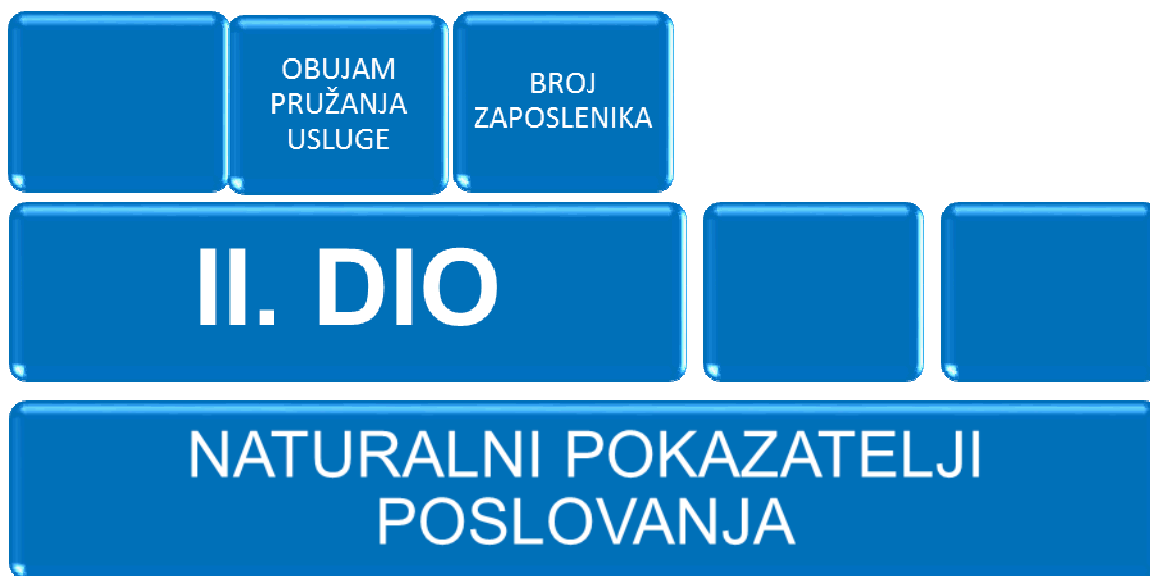 OBUJAM
PRUŽANJA
USLUGE
BROJ
ZAPOSLENIKA
II. DIO
NATURALNI POKAZATELJI
POSLOVANJA